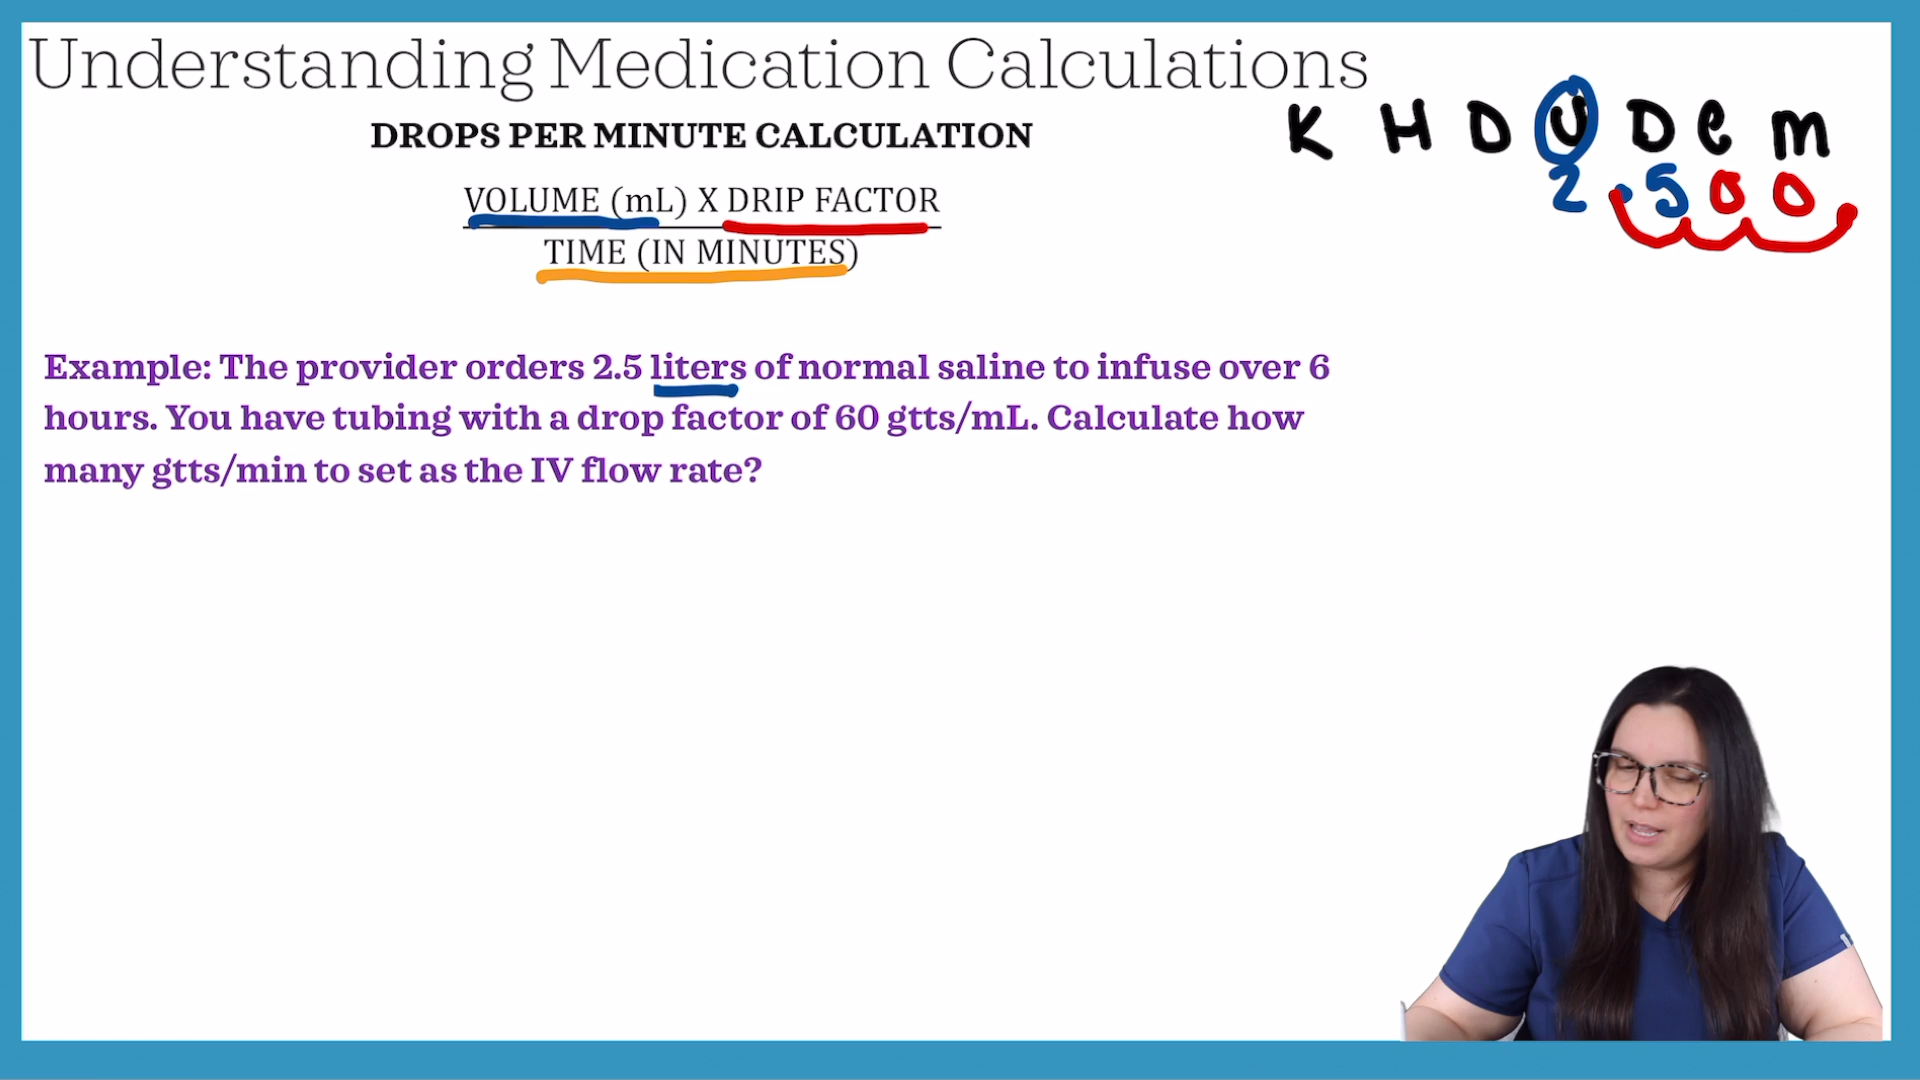 Understanding Medication Calculations
DROPS PER MINUTE CALCULATION
K H D U D C M
VOLUME (mL) X DRIP FACTOR
2.500
TIME (IN MINUTES)
Example: The provider orders 2.5 liters of normal saline to infuse over 6
hours. You have tubing with a drop factor of 60 gtts/mL. Calculate how
many gtts/min to set as the IV flow rate?